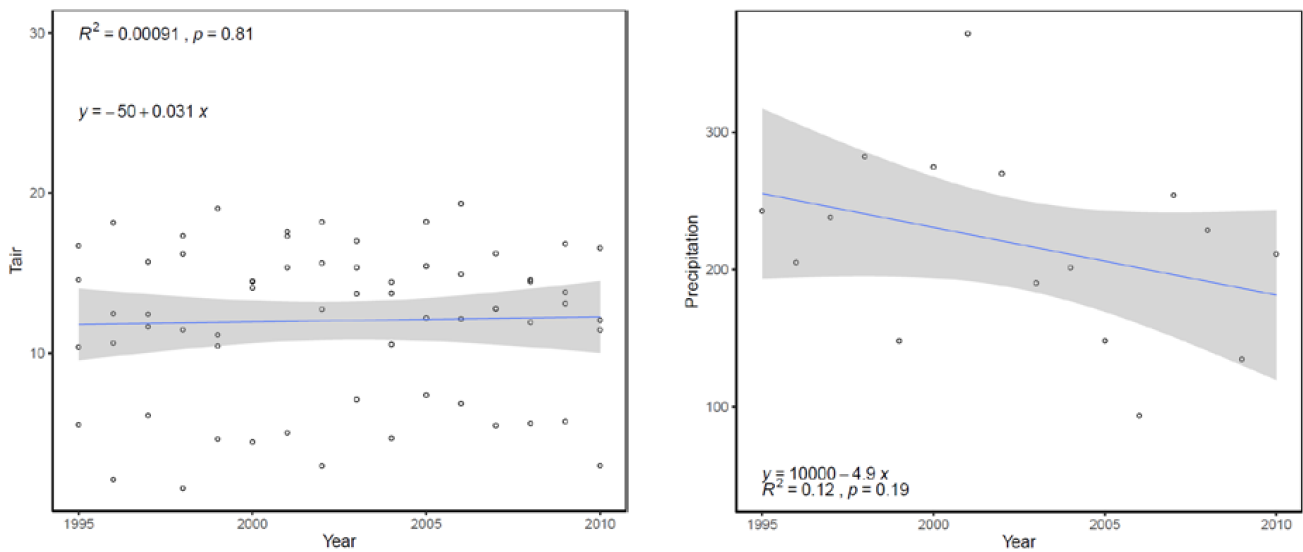 R² = 0.00091 , p = 0.81
y = −50 + 0.031 x
30
20
10
Tair
1995
2000
2005
2010
Year
300
200
100
Precipitation
y = 10000 − 4.9 x
R² = 0.12 , p = 0.19
1995
2000
2005
2010
Year